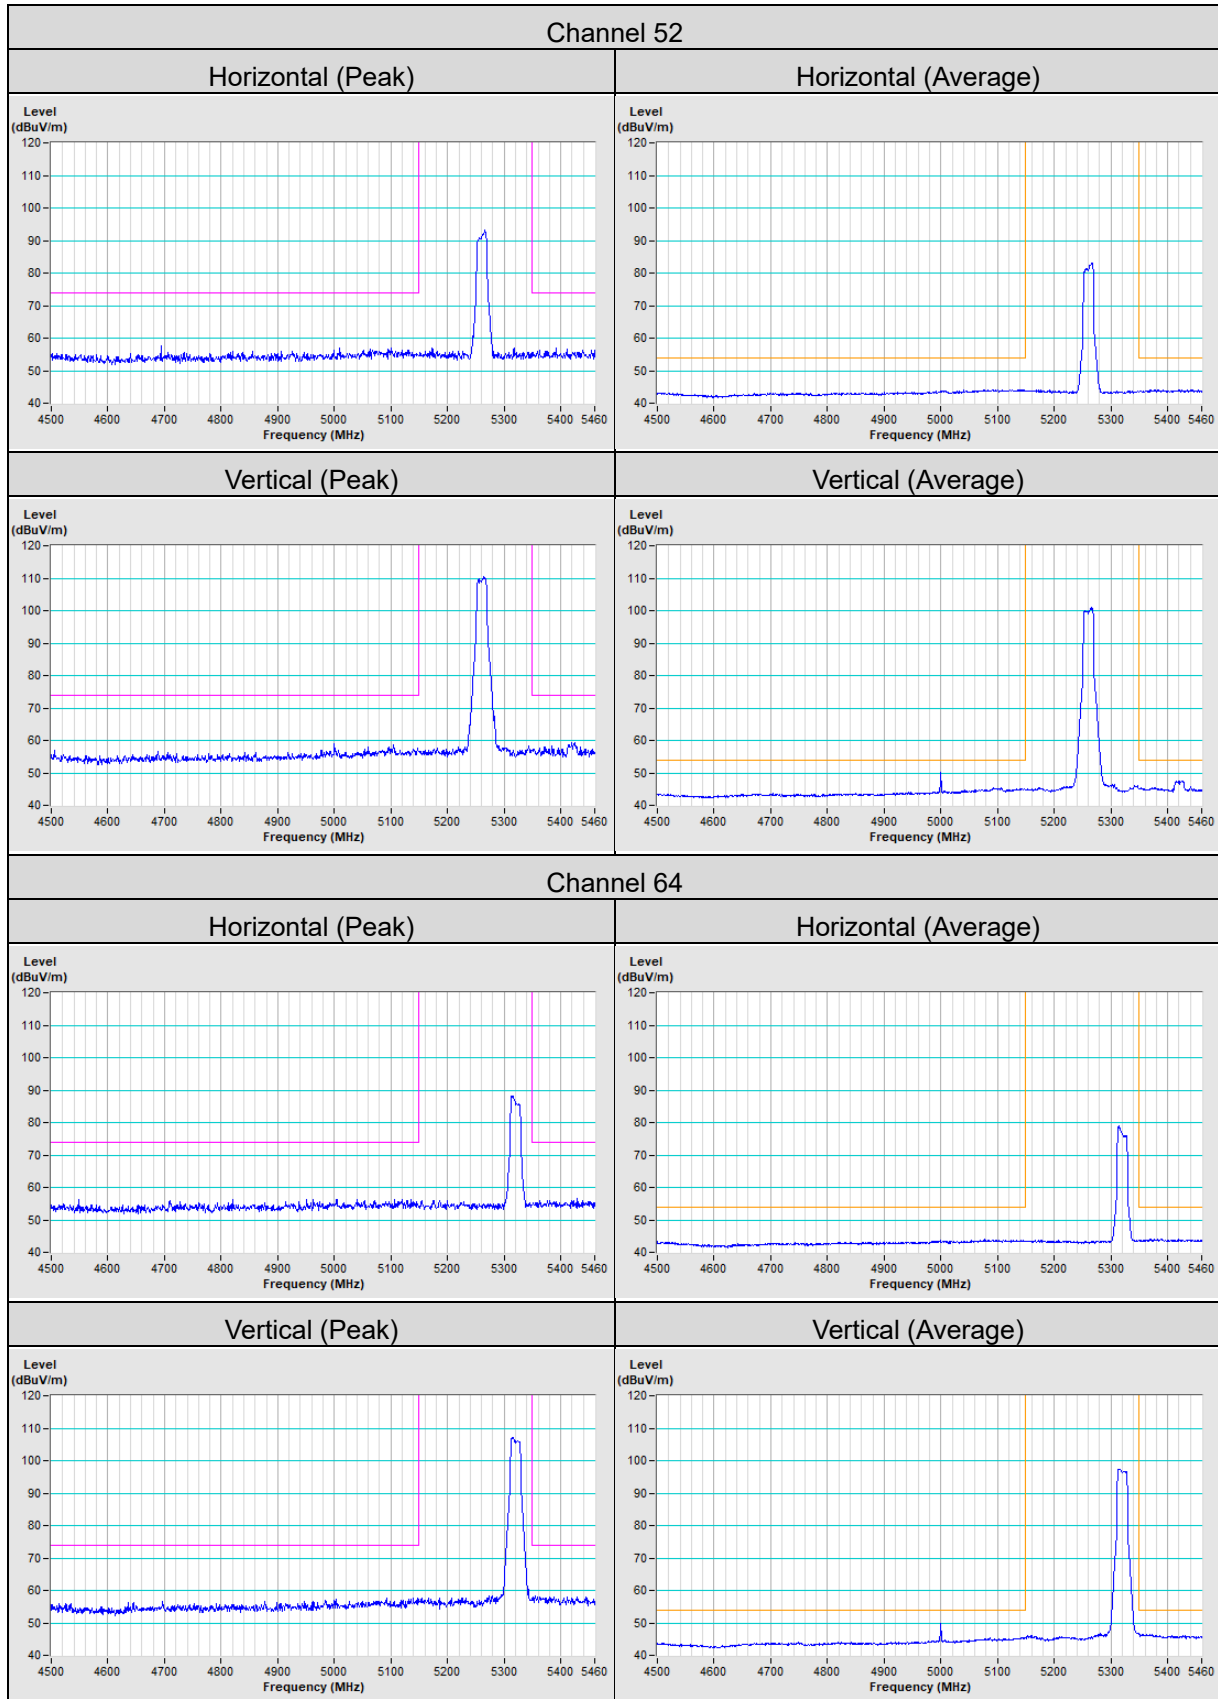 Channel 52
Horizontal (Peak) Horizontal (Average)
Level Level
(dBuV/m) (dBuV/m)
120 120
110 110
100 100
90 90
80 80
70 70
60 60
50 50
40 40
4500 4600 4700 4800 4900 5000 5100 5200 5300 5400 5460 4500 4600 4700 4800 4900 5000 5100 5200 5300 5400 5460
Frequency (MHz) Frequency (MHz)
Vertical (Peak) Vertical (Average)
Level Level
(dBuV/m) (dBuV/m)
120 120
110 110
100 100
90 90
80 80
70 70
60 60
50 50
40 40
4500 4600 4700 4800 4900 5000 5100 5200 5300 5400 5460 4500 4600 4700 4800 4900 5000 5100 5200 5300 5400 5460
Frequency (MHz) Frequency (MHz)
Channel 64
Horizontal (Peak) Horizontal (Average)
Level Level
(dBuV/m) (dBuV/m)
120 120
110 110
100 100
90 90
80 80
70 70
60 60
50 50
40 40
4500 4600 4700 4800 4900 5000 5100 5200 5300 5400 5460 4500 4600 4700 4800 4900 5000 5100 5200 5300 5400 5460
Frequency (MHz) Frequency (MHz)
Vertical (Peak) Vertical (Average)
Level Level
(dBuV/m) (dBuV/m)
120 120
110 110
100 100
90 90
80 80
70 70
60 60
50 50
40 40
4500 4600 4700 4800 4900 5000 5100 5200 5300 5400 5460 4500 4600 4700 4800 4900 5000 5100 5200 5300 5400 5460
Frequency (MHz) Frequency (MHz)